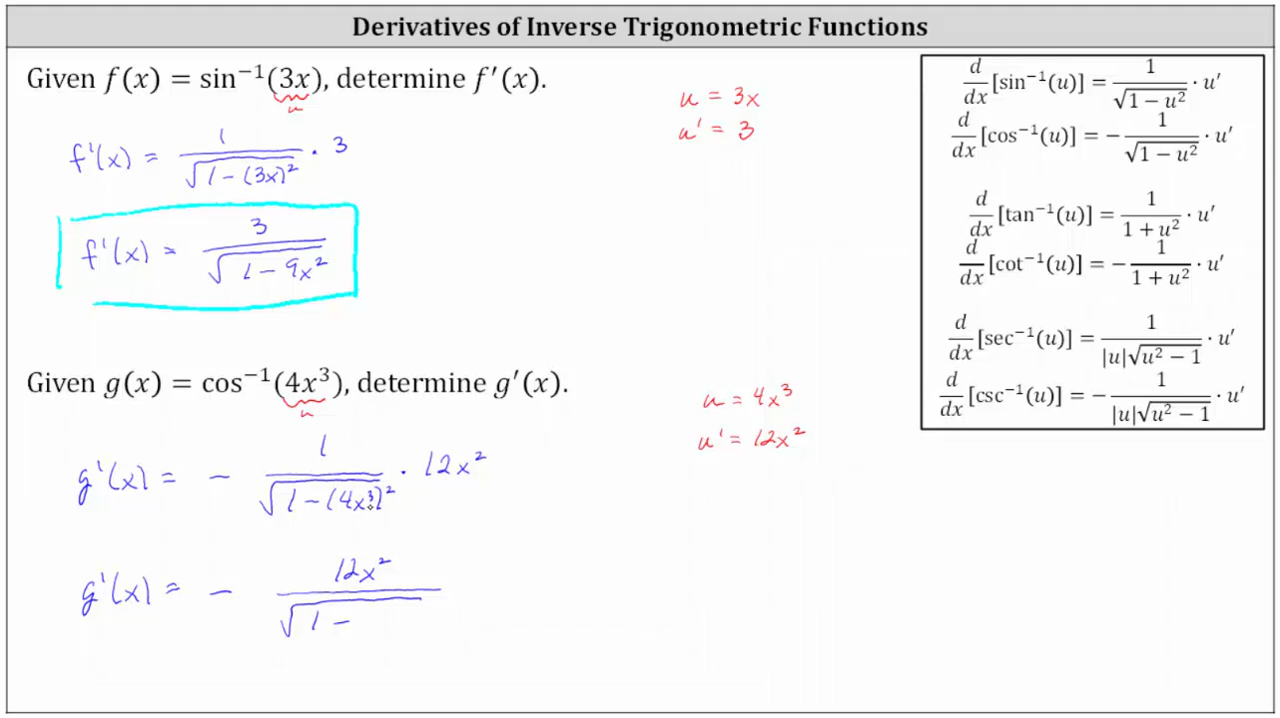 Derivatives of Inverse Trigonometric Functions
Given f(x) = sin⁻¹(3x), determine f′(x).
u
u = 3x
u' = 3
f'(x) = 1/√(1 - (3x)²) · 3
f'(x) = 3/√(1 - 9x²)
Given g(x) = cos⁻¹(4x³), determine g′(x).
u
u = 4x³
u' = 12x²
g'(x) = - 1/√(1 - (4x³)²) · 12x²
g'(x) = - 12x²/√(1 -
d/dx [sin⁻¹(u)] = 1/√(1 − u²) · u′
d/dx [cos⁻¹(u)] = − 1/√(1 − u²) · u′
d/dx [tan⁻¹(u)] = 1/(1 + u²) · u′
d/dx [cot⁻¹(u)] = − 1/(1 + u²) · u′
d/dx [sec⁻¹(u)] = 1/(|u|√(u² − 1)) · u′
d/dx [csc⁻¹(u)] = − 1/(|u|√(u² − 1)) · u′